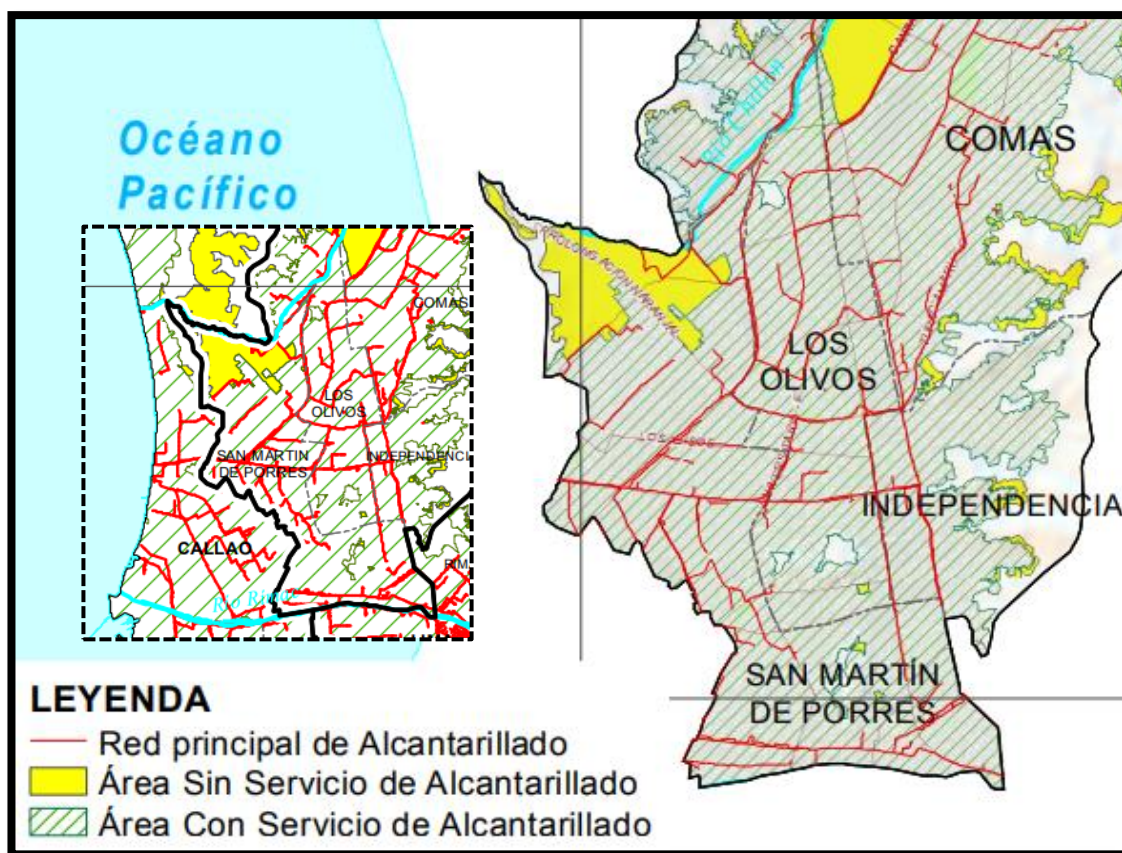 Océano
Pacífico
Río Chillón
COMAS
LOS
OLIVOS
INDEPENDENCIA
SAN MARTÍN
DE PORRES
COMAS
LOS
OLIVOS
SAN MARTIN
DE PORRES
INDEPENDENCI
CALLAO
RIM
Río Rímac
LEYENDA
Red principal de Alcantarillado
Área Sin Servicio de Alcantarillado
Área Con Servicio de Alcantarillado